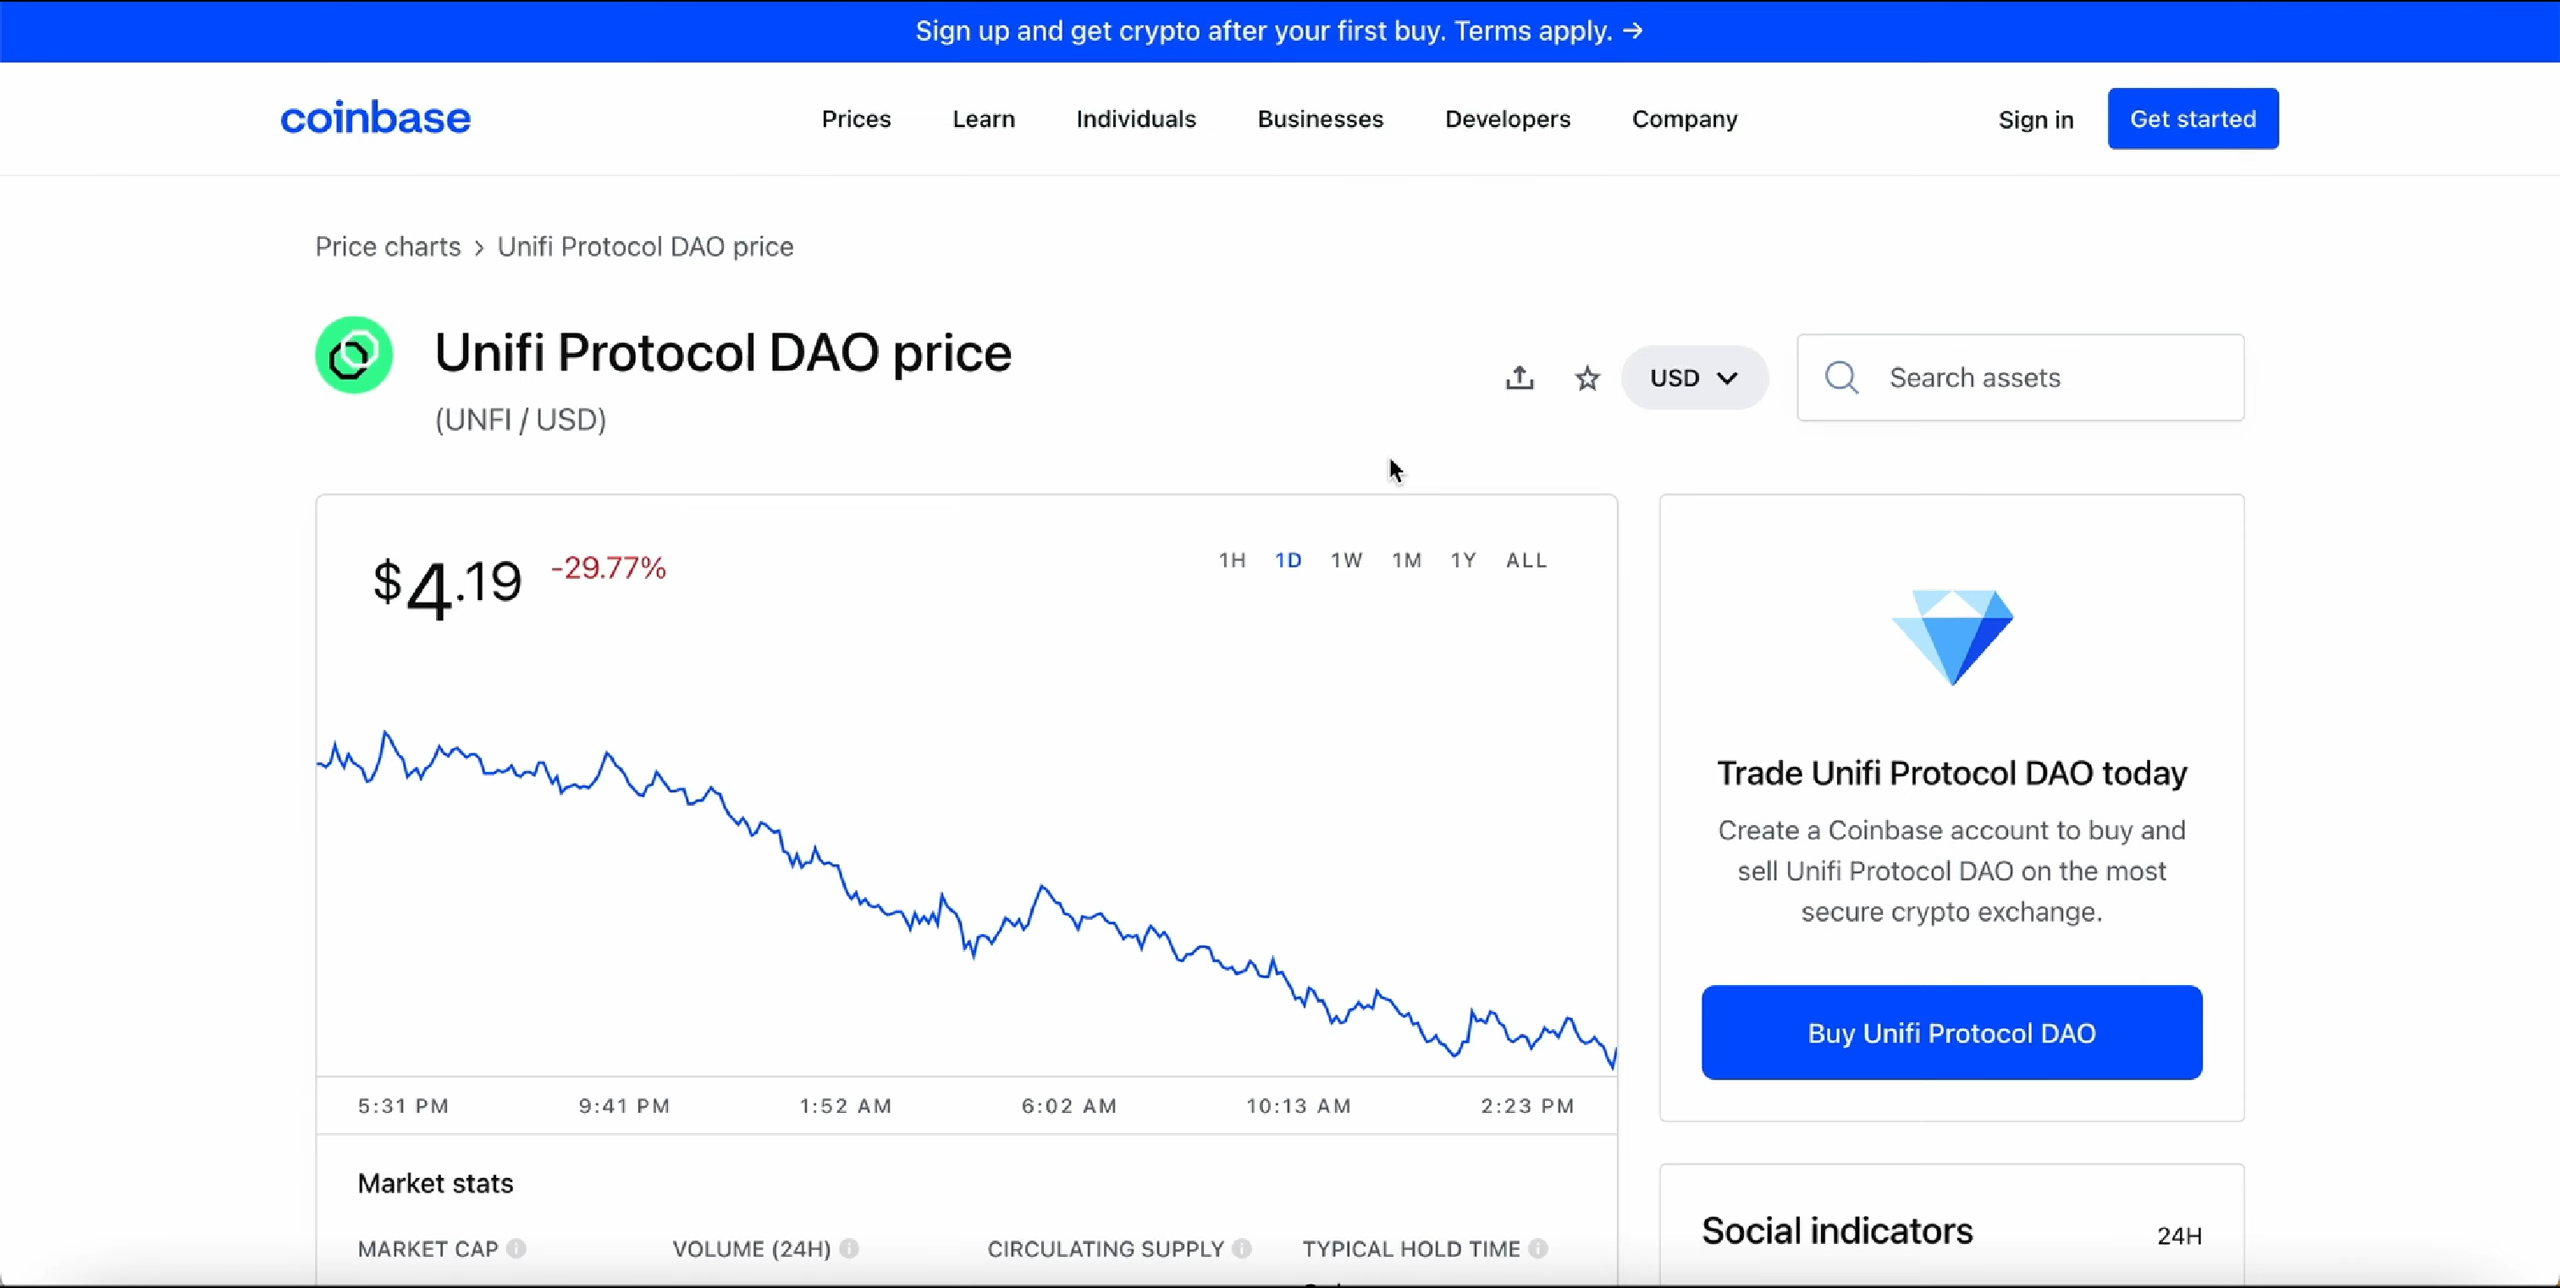 Sign up and get crypto after your first buy. Terms apply. →
coinbase
Prices Learn Individuals Businesses Developers Company Sign in Get started
Price charts > Unifi Protocol DAO price
Unifi Protocol DAO price
(UNFI / USD)
USD
Search assets
$4.19 -29.77%
1H 1D 1W 1M 1Y ALL
Trade Unifi Protocol DAO today
Create a Coinbase account to buy and
sell Unifi Protocol DAO on the most
secure crypto exchange.
Buy Unifi Protocol DAO
5:31 PM 9:41 PM 1:52 AM 6:02 AM 10:13 AM 2:23 PM
Market stats
MARKET CAP VOLUME (24H) CIRCULATING SUPPLY TYPICAL HOLD TIME
Social indicators 24H